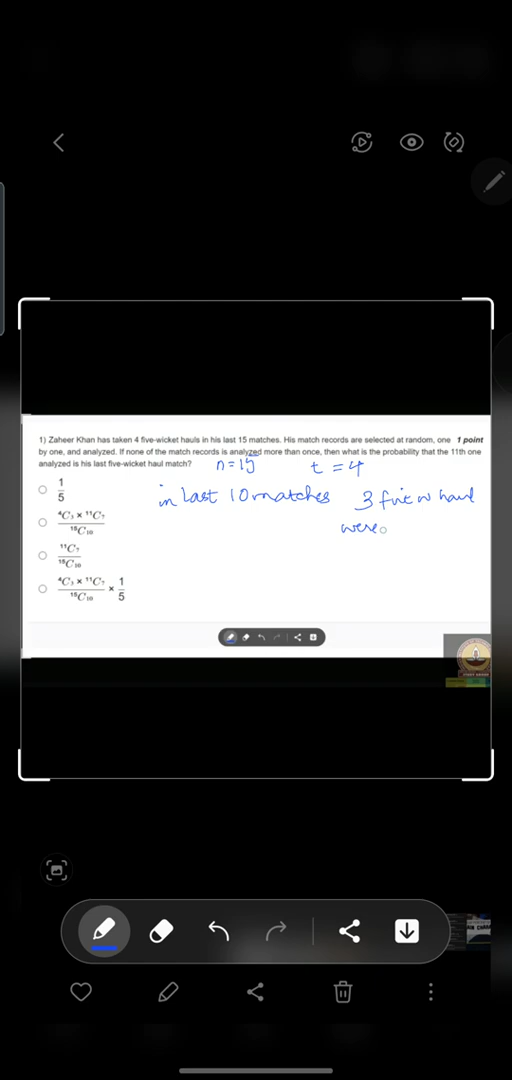 1) Zaheer Khan has taken 4 five-wicket hauls in his last 15 matches. His match records are selected at random, one 1 point
by one, and analyzed. If none of the match records is analyzed more than once, then what is the probability that the 11th one
analyzed is his last five-wicket haul match?
n=15 t=4
1/5
in last 10 matches 3 five w haul
⁴C₃ × ¹¹C₇ / ¹⁵C₁₀
were
¹¹C₇ / ¹⁵C₁₀
⁴C₃ × ¹¹C₇ / ¹⁵C₁₀ × 1/5